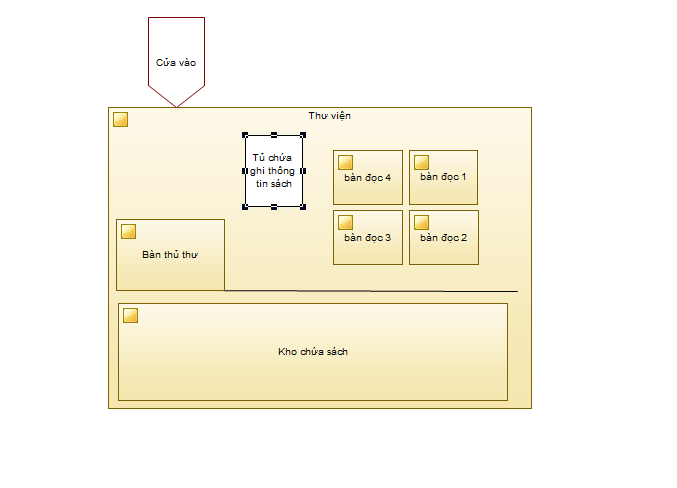 Cửa vào
Thư viện
Tủ chứa
ghi thông
tin sách
bàn đọc 4
bàn đọc 1
bàn đọc 3
bàn đọc 2
Bàn thủ thư
Kho chứa sách